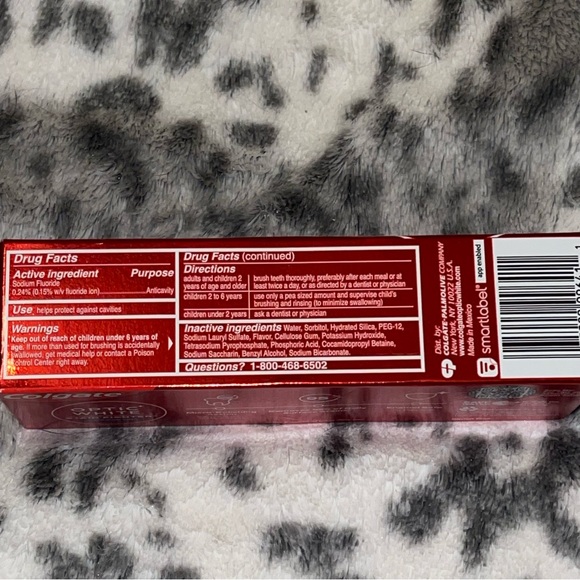 Drug Facts
Active ingredient Purpose
Sodium Fluoride
0.24% (0.15% w/v fluoride ion) Anticavity
Use helps protect against cavities
Warnings
Keep out of reach of children under 6 years of
age. If more than used for brushing is accidentally
swallowed, get medical help or contact a Poison
Control Center right away.
Drug Facts (continued)
Directions
adults and children 2
years of age and older
brush teeth thoroughly, preferably after each meal or at
least twice a day, or as directed by a dentist or physician
children 2 to 6 years
use only a pea sized amount and supervise child's
brushing and rinsing (to minimize swallowing)
children under 2 years
ask a dentist or physician
Inactive ingredients Water, Sorbitol, Hydrated Silica, PEG-12,
Sodium Lauryl Sulfate, Flavor, Cellulose Gum, Potassium Hydroxide,
Tetrasodium Pyrophosphate, Phosphoric Acid, Cocamidopropyl Betaine,
Sodium Saccharin, Benzyl Alcohol, Sodium Bicarbonate.
Questions? 1-800-468-6502
Dist. by:
COLGATE-PALMOLIVE COMPANY
New York, NY 10022 U.S.A.
www.colgateopticwhite.com
Made in Mexico
smartlabel®
app enabled
Colgate
OPTIC